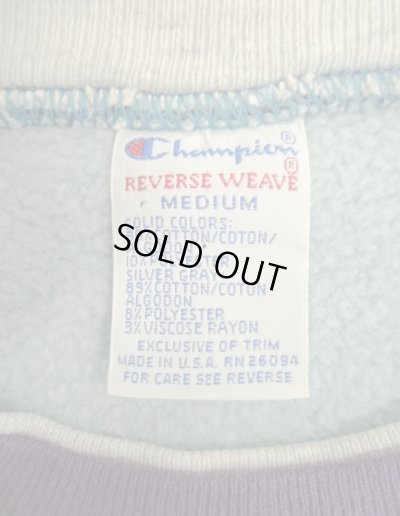 Champion ®
®
REVERSE WEAVE
MEDIUM
SOLID COLORS:
COTTON/COTON/
SOLD OUT
SILVER GRAY
89% COTTON/COTON
ALGODON
8% POLYESTER
3% VISCOSE RAYON
EXCLUSIVE OF TRIM
MADE IN U.S.A. RN 26094
FOR CARE SEE REVERSE